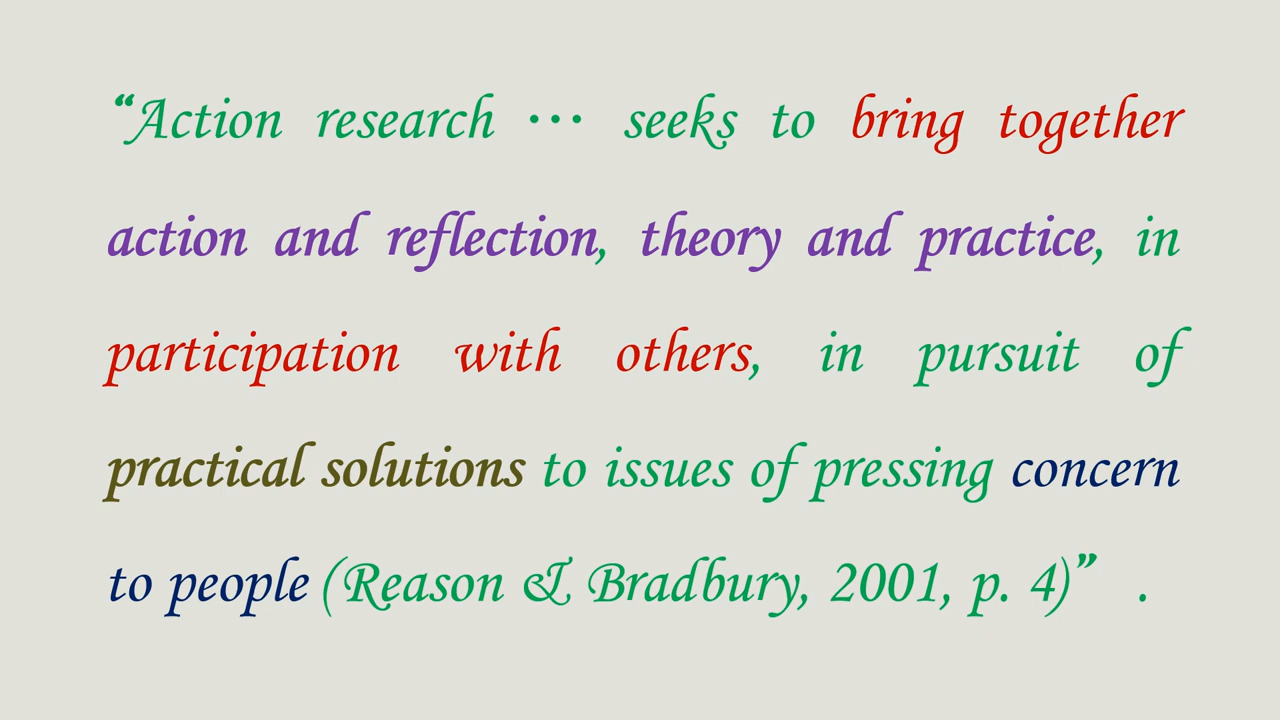 “Action research ··· seeks to bring together
action and reflection, theory and practice, in
participation with others, in pursuit of
practical solutions to issues of pressing concern
to people (Reason & Bradbury, 2001, p. 4)” .